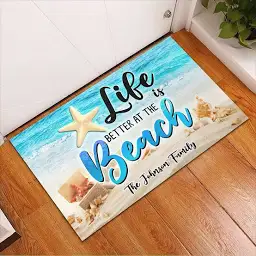 Life
is
BETTER AT THE
Beach
The Johnson Family